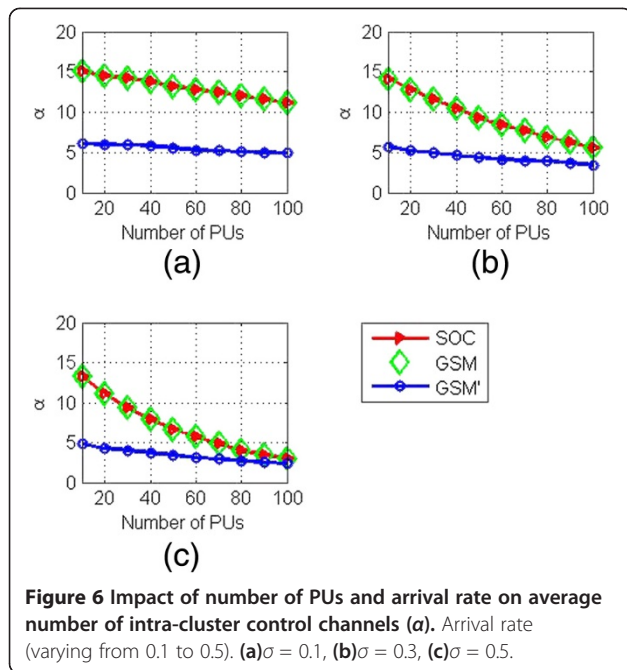 20
15
10
5
0
α
20 40 60 80 100
Number of PUs
(a)
20
15
10
5
0
α
20 40 60 80 100
Number of PUs
(b)
20
15
10
5
0
α
20 40 60 80 100
Number of PUs
(c)
SOC
GSM
GSM'
Figure 6 Impact of number of PUs and arrival rate on average
number of intra-cluster control channels (α). Arrival rate
(varying from 0.1 to 0.5). (a)σ = 0.1, (b)σ = 0.3, (c)σ = 0.5.